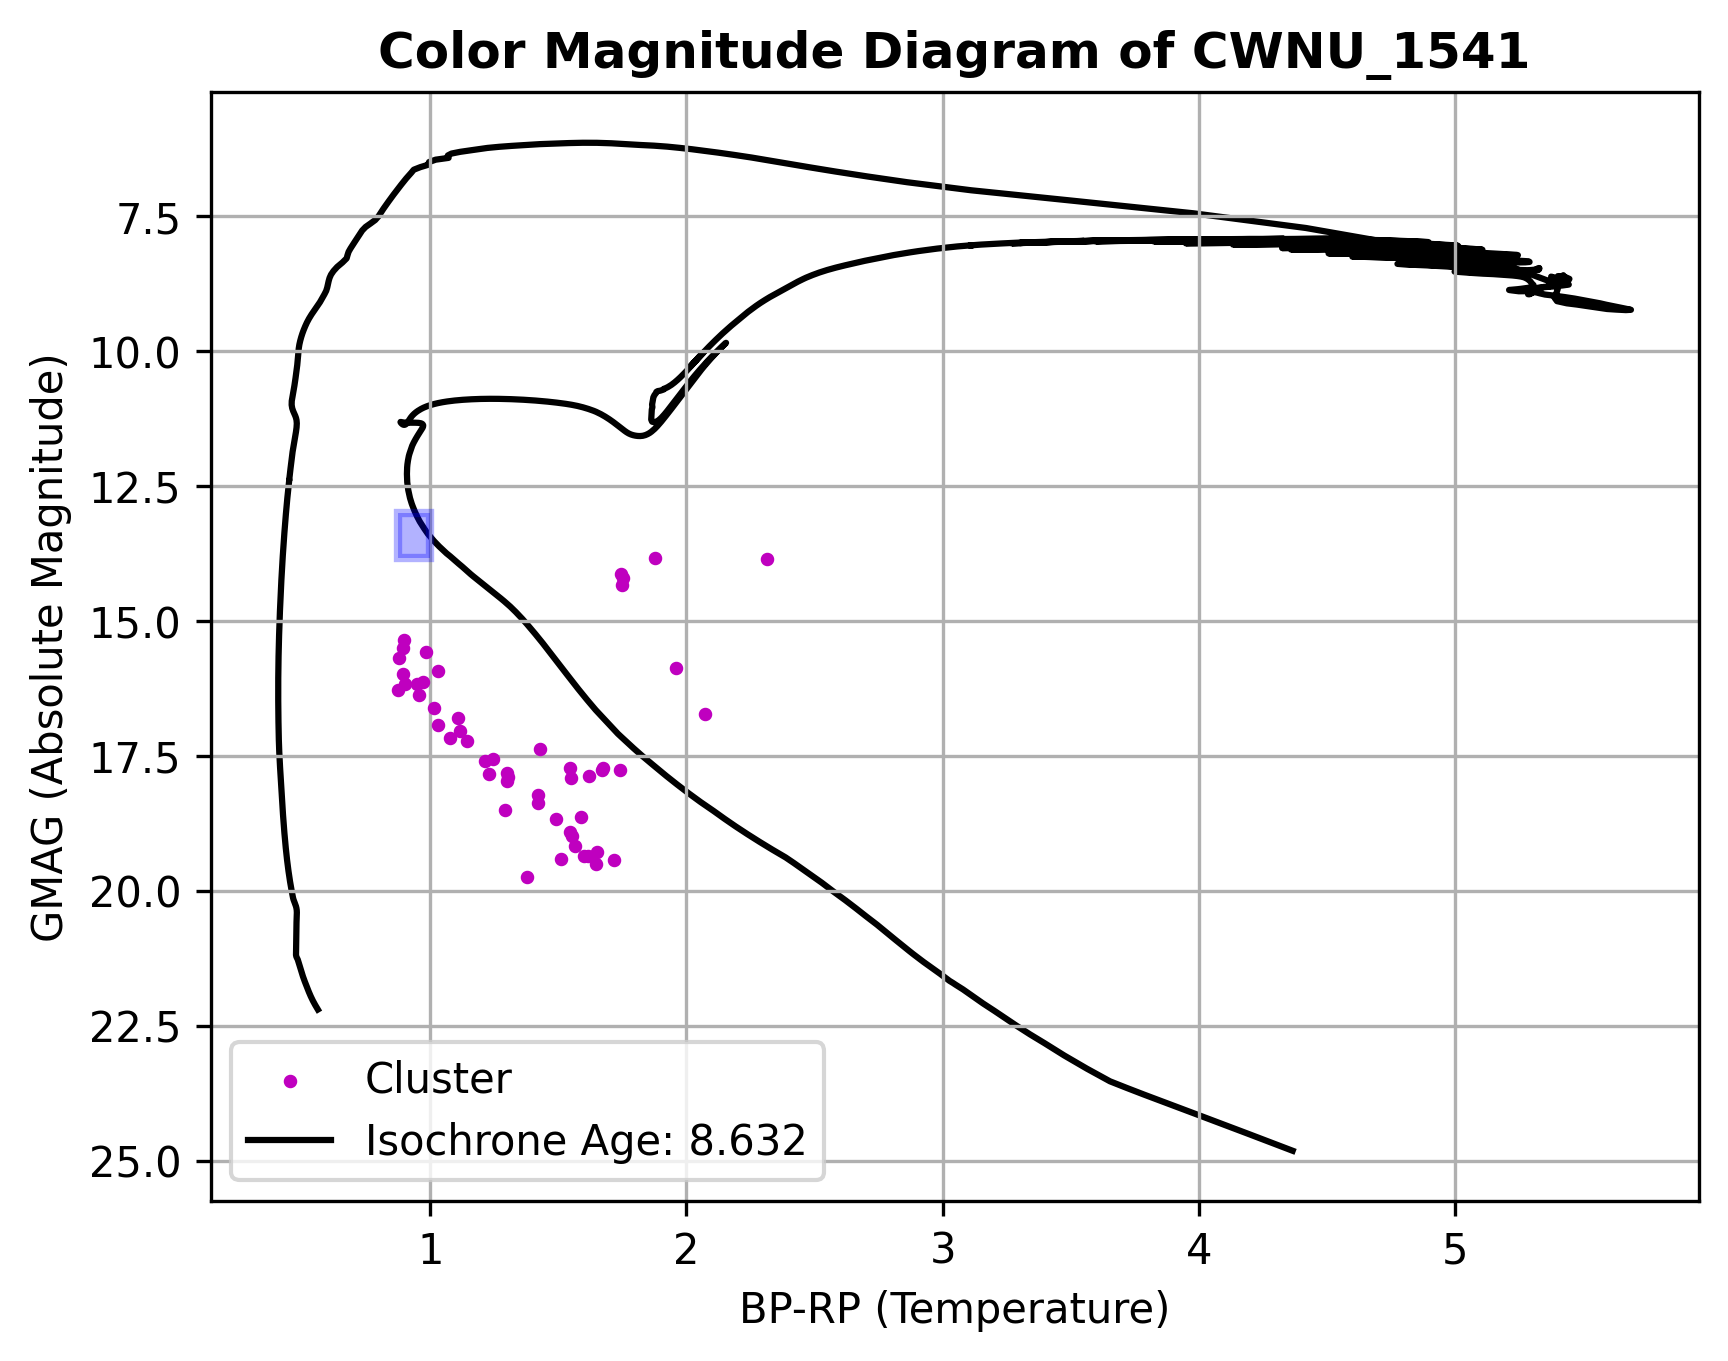 Color Magnitude Diagram of CWNU_1541
GMAG (Absolute Magnitude)
7.5
10.0
12.5
15.0
17.5
20.0
22.5
25.0
Cluster
Isochrone Age: 8.632
1 2 3 4 5
BP-RP (Temperature)